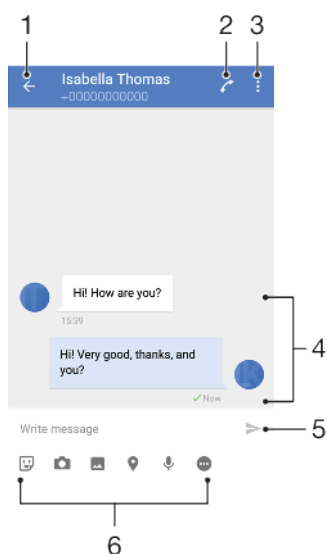 1 2 3
Isabella Thomas
+00000000000
Hi! How are you?
15:39
Hi! Very good, thanks, and
you?
✓Now
4
Write message
5
6